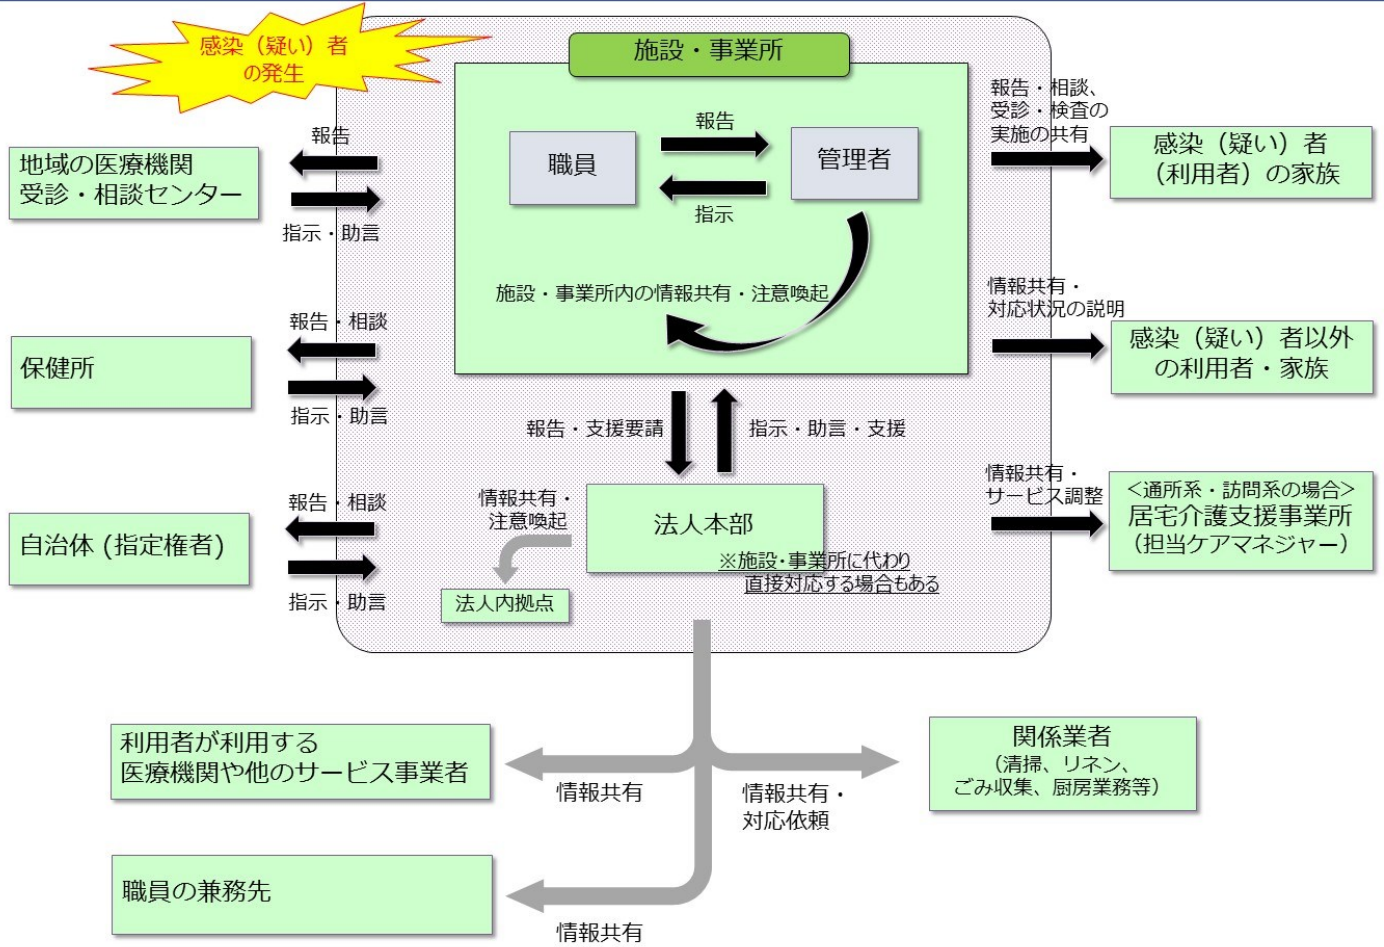 感染（疑い）者
の発生
施設・事業所
職員
報告
指示
管理者
施設・事業所内の情報共有・注意喚起
報告
地域の医療機関
受診・相談センター
指示・助言
報告・相談
保健所
指示・助言
報告・相談
自治体 (指定権者)
指示・助言
報告・相談、
受診・検査の
実施の共有
感染（疑い）者
（利用者）の家族
情報共有・
対応状況の説明
感染（疑い）者以外
の利用者・家族
情報共有・
サービス調整
＜通所系・訪問系の場合＞
居宅介護支援事業所
（担当ケアマネジャー）
報告・支援要請
指示・助言・支援
情報共有・
注意喚起
法人本部
※施設・事業所に代わり
直接対応する場合もある
法人内拠点
利用者が利用する
医療機関や他のサービス事業者
情報共有
情報共有・
対応依頼
関係業者
（清掃、リネン、
ごみ収集、厨房業務等）
職員の兼務先
情報共有